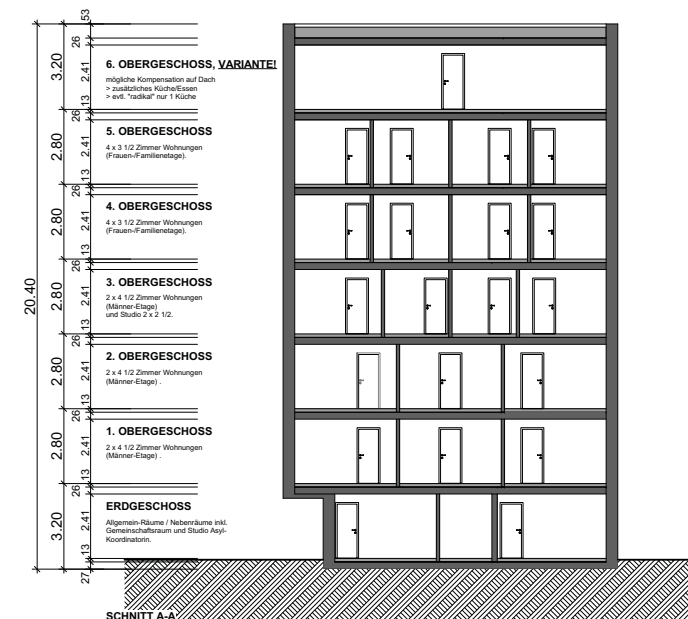 53
26
3.20
2.41
13
6. OBERGESCHOSS, VARIANTE!
mögliche Kompensation auf Dach
> zusätzliches Küche/Essen
> evtl. "radikal" nur 1 Küche
26
2.80
2.41
13
5. OBERGESCHOSS
4 x 3 1/2 Zimmer Wohnungen
(Frauen-/Familienetage).
26
2.80
2.41
13
4. OBERGESCHOSS
4 x 3 1/2 Zimmer Wohnungen
(Frauen-/Familienetage).
26
20.40
2.80
2.41
13
3. OBERGESCHOSS
2 x 4 1/2 Zimmer Wohnungen
(Männer-Etage)
und Studio 2 x 2 1/2.
26
2.80
2.41
13
2. OBERGESCHOSS
2 x 4 1/2 Zimmer Wohnungen
(Männer-Etage) .
26
2.80
2.41
13
1. OBERGESCHOSS
2 x 4 1/2 Zimmer Wohnungen
(Männer-Etage) .
26
3.20
2.41
13
ERDGESCHOSS
Allgemein-Räume / Nebenräume inkl.
Gemeinschaftsraum und Studio Asyl-
Koordinatorin.
27
SCHNITT A-A'